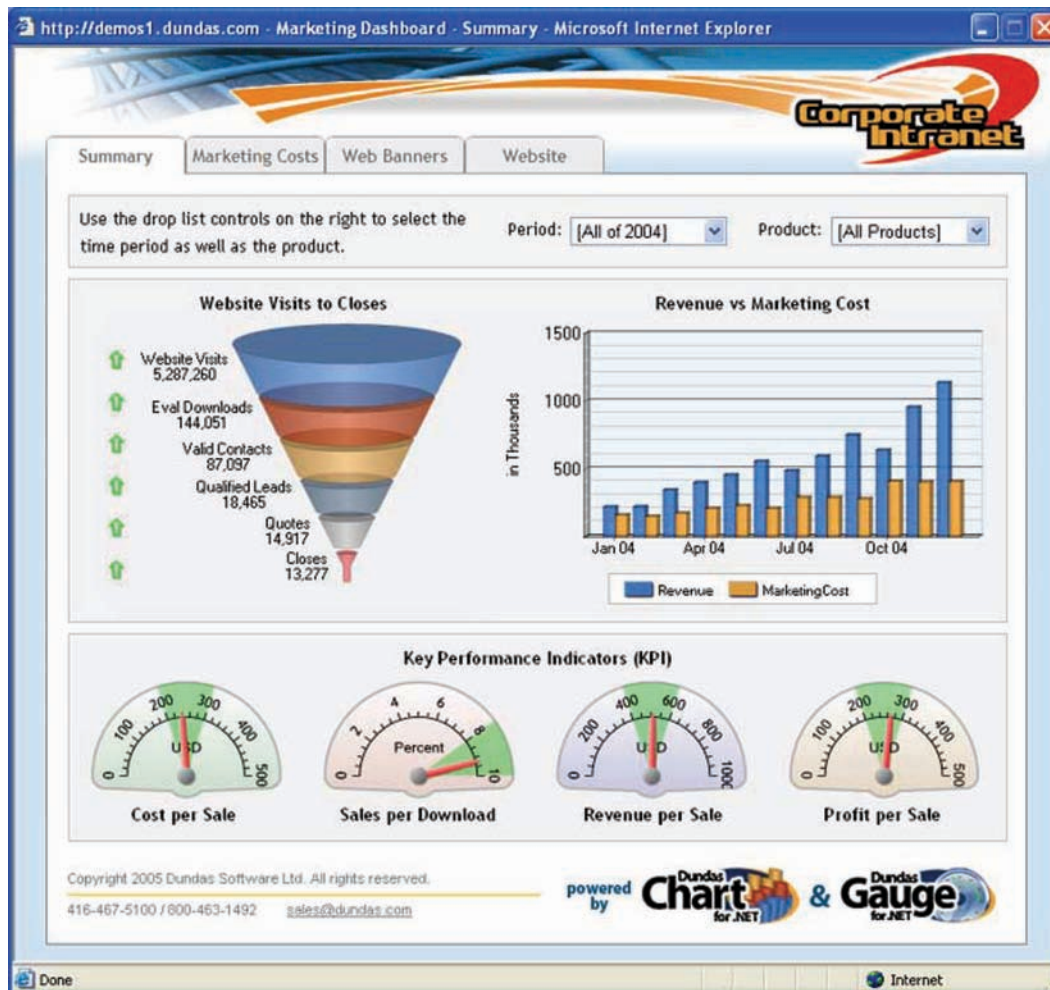 http://demos1.dundas.com - Marketing Dashboard - Summary - Microsoft Internet Explorer
Corporate
Intranet
Summary
Marketing Costs
Web Banners
Website
Use the drop list controls on the right to select the
time period as well as the product.
Period: [All of 2004]
Product: [All Products]
Website Visits to Closes
Website Visits
5,287,260
Eval Downloads
144,051
Valid Contacts
87,097
Qualified Leads
18,465
Quotes
14,917
Closes
13,277
Revenue vs Marketing Cost
in Thousands
1500
1000
500
Jan 04 Apr 04 Jul 04 Oct 04
Revenue MarketingCost
Key Performance Indicators (KPI)
0 100 200 300 400 500
USD
Cost per Sale
0 2 4 6 8 10
Percent
Sales per Download
0 200 400 600 800 1000
USD
Revenue per Sale
0 100 200 300 400 500
USD
Profit per Sale
Copyright 2005 Dundas Software Ltd. All rights reserved.
416-467-5100 / 800-463-1492 sales@dundas.com
powered
by
Dundas
Chart
for .NET
&
Dundas
Gauge
for .NET
Done
Internet